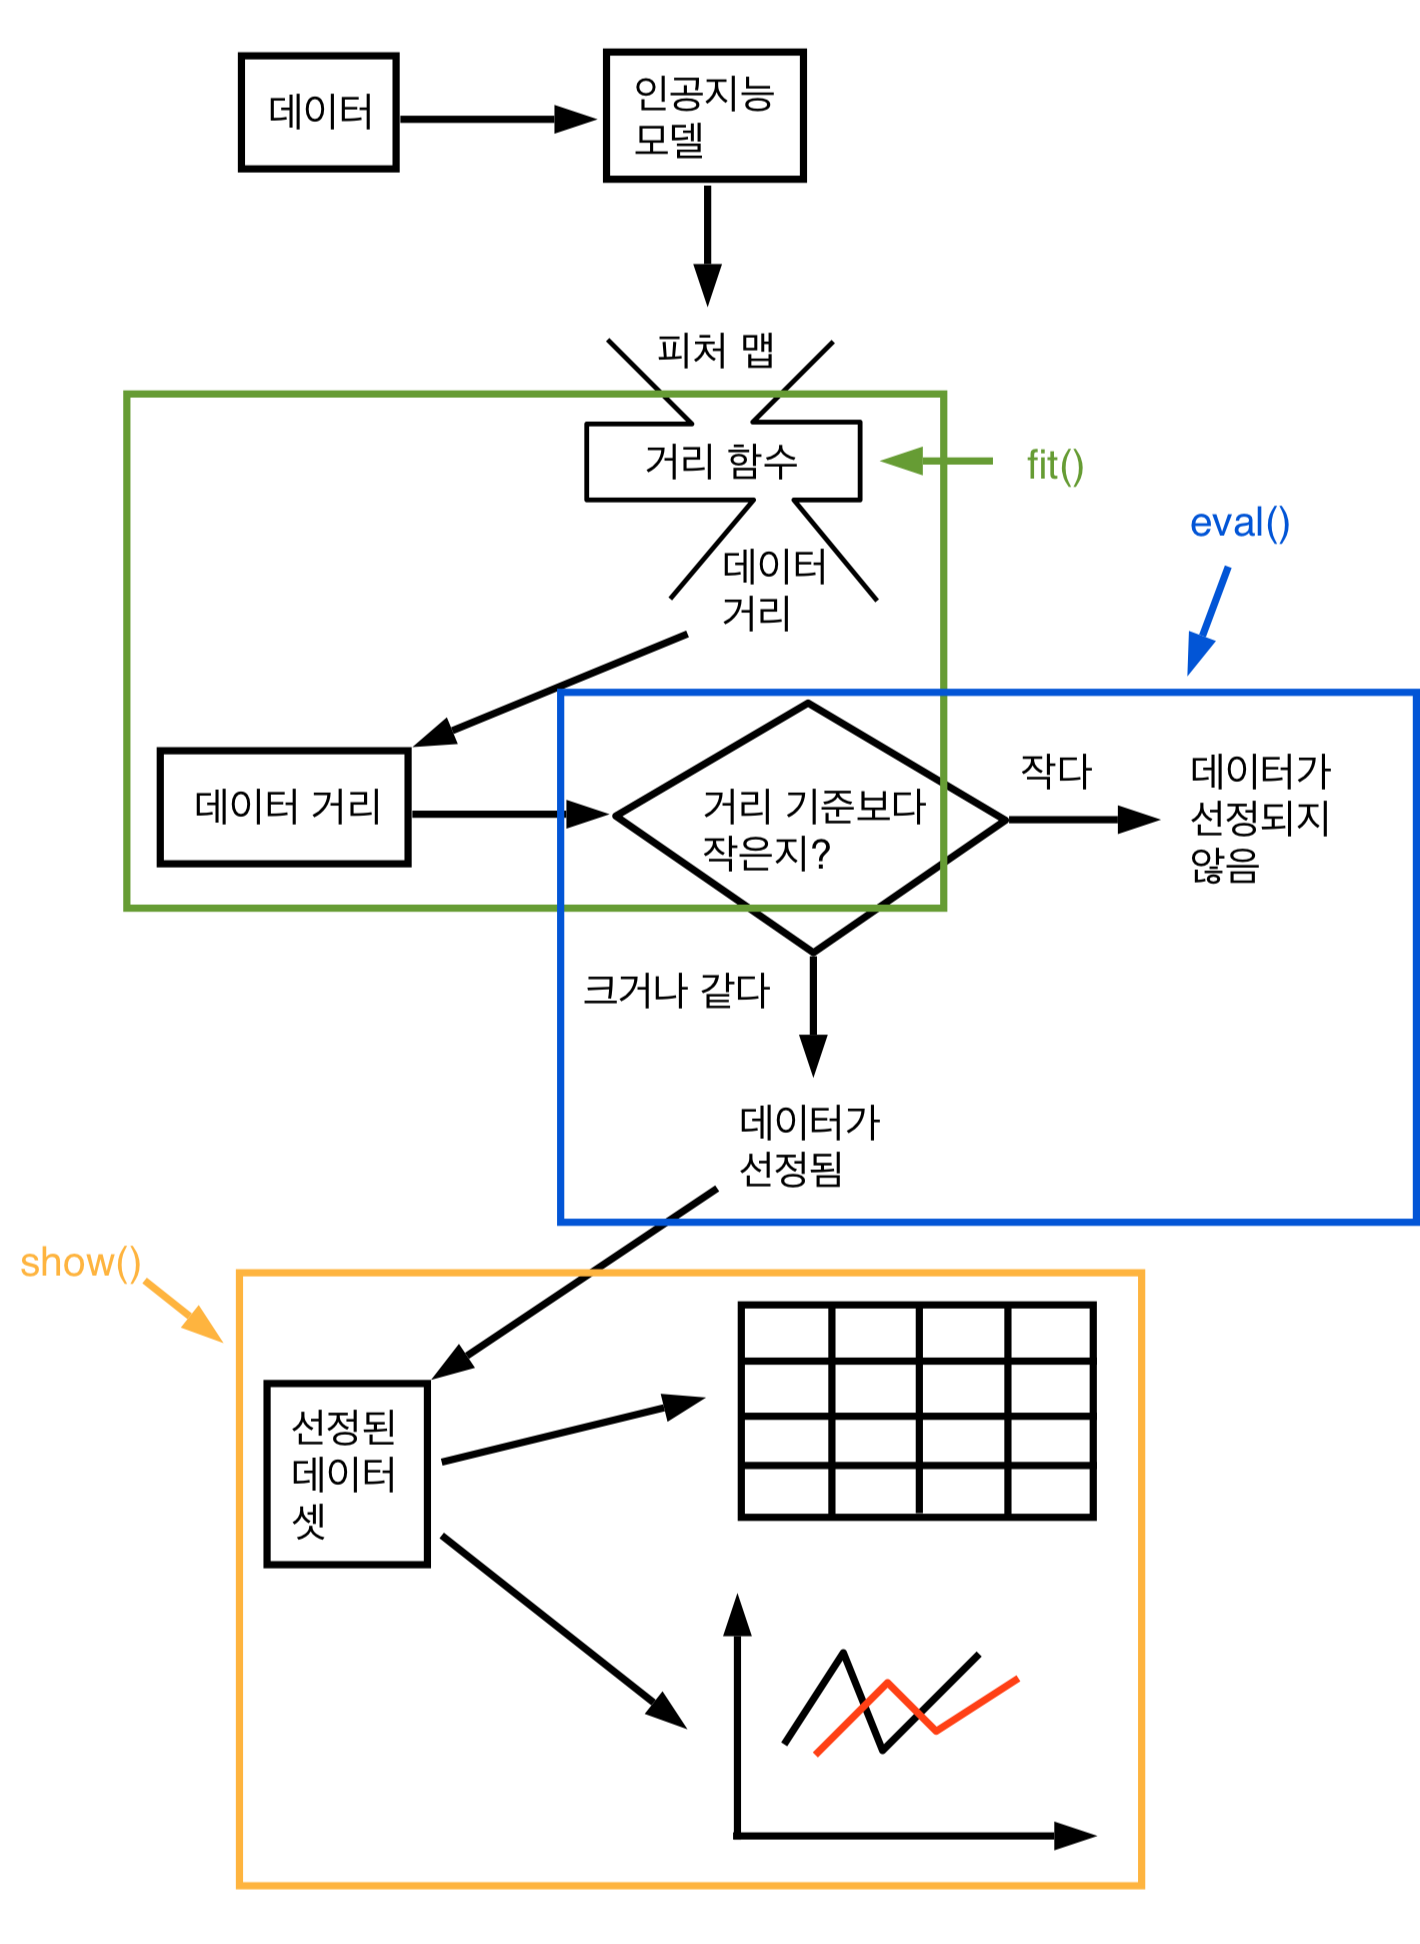 데이터
인공지능
모델
피처 맵
거리 함수
fit()
eval()
데이터
거리
데이터 거리
거리 기준보다
작은지?
작다
데이터가
선정되지
않음
크거나 같다
데이터가
선정됨
show()
선정된
데이터
셋